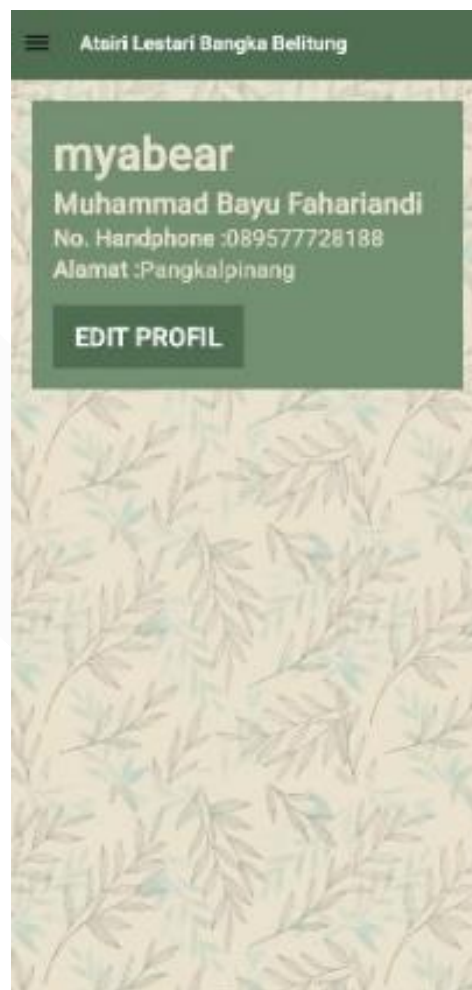 Atsiri Lestari Bangka Belitung
myabear
Muhammad Bayu Fahariandi
No. Handphone :089577728188
Alamat :Pangkalpinang
EDIT PROFIL